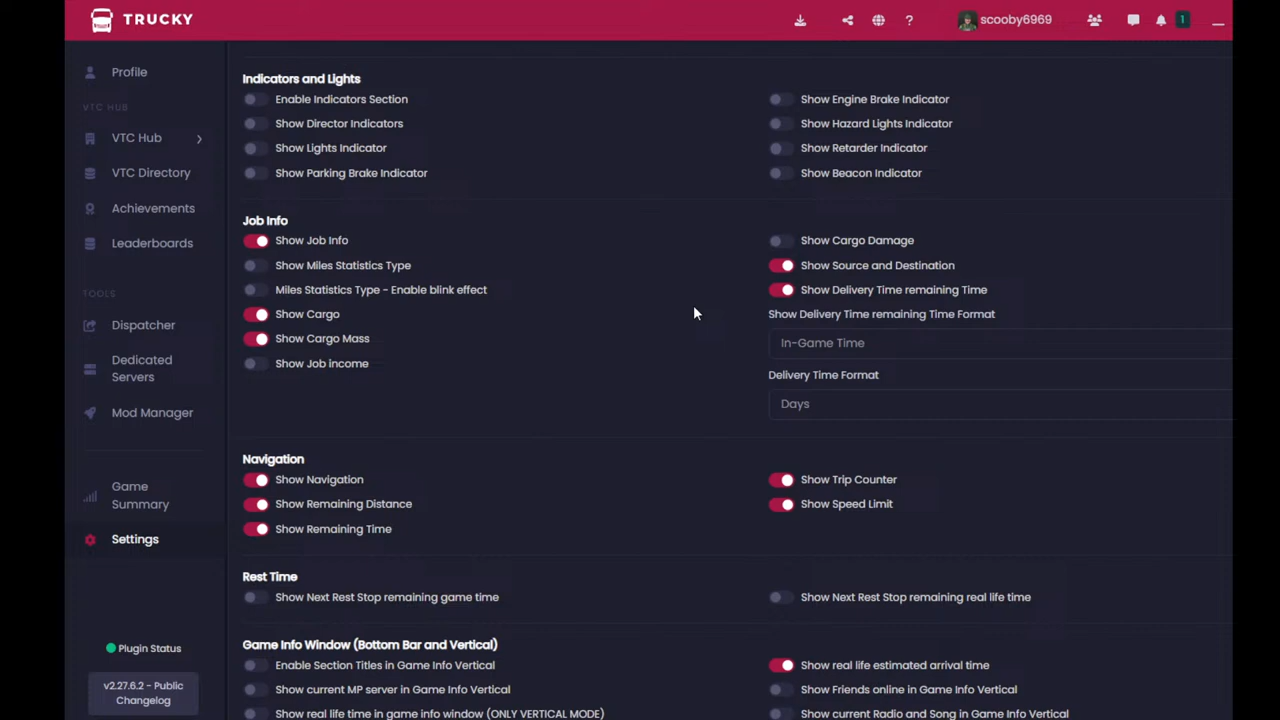 TRUCKY
scooby6969
1
Profile
VTC HUB
VTC Hub
VTC Directory
Achievements
Leaderboards
TOOLS
Dispatcher
Dedicated
Servers
Mod Manager
Game
Summary
Settings
Plugin Status
v2.27.6.2 - Public
Changelog
Indicators and Lights
Enable Indicators Section
Show Engine Brake Indicator
Show Director Indicators
Show Hazard Lights Indicator
Show Lights Indicator
Show Retarder Indicator
Show Parking Brake Indicator
Show Beacon Indicator
Job Info
Show Job Info
Show Cargo Damage
Show Miles Statistics Type
Show Source and Destination
Miles Statistics Type - Enable blink effect
Show Delivery Time remaining Time
Show Cargo
Show Delivery Time remaining Time Format
Show Cargo Mass
In-Game Time
Show Job income
Delivery Time Format
Days
Navigation
Show Navigation
Show Trip Counter
Show Remaining Distance
Show Speed Limit
Show Remaining Time
Rest Time
Show Next Rest Stop remaining game time
Show Next Rest Stop remaining real life time
Game Info Window (Bottom Bar and Vertical)
Enable Section Titles in Game Info Vertical
Show real life estimated arrival time
Show current MP server in Game Info Vertical
Show Friends online in Game Info Vertical
Show real life time in game info window (ONLY VERTICAL MODE)
Show current Radio and Song in Game Info Vertical